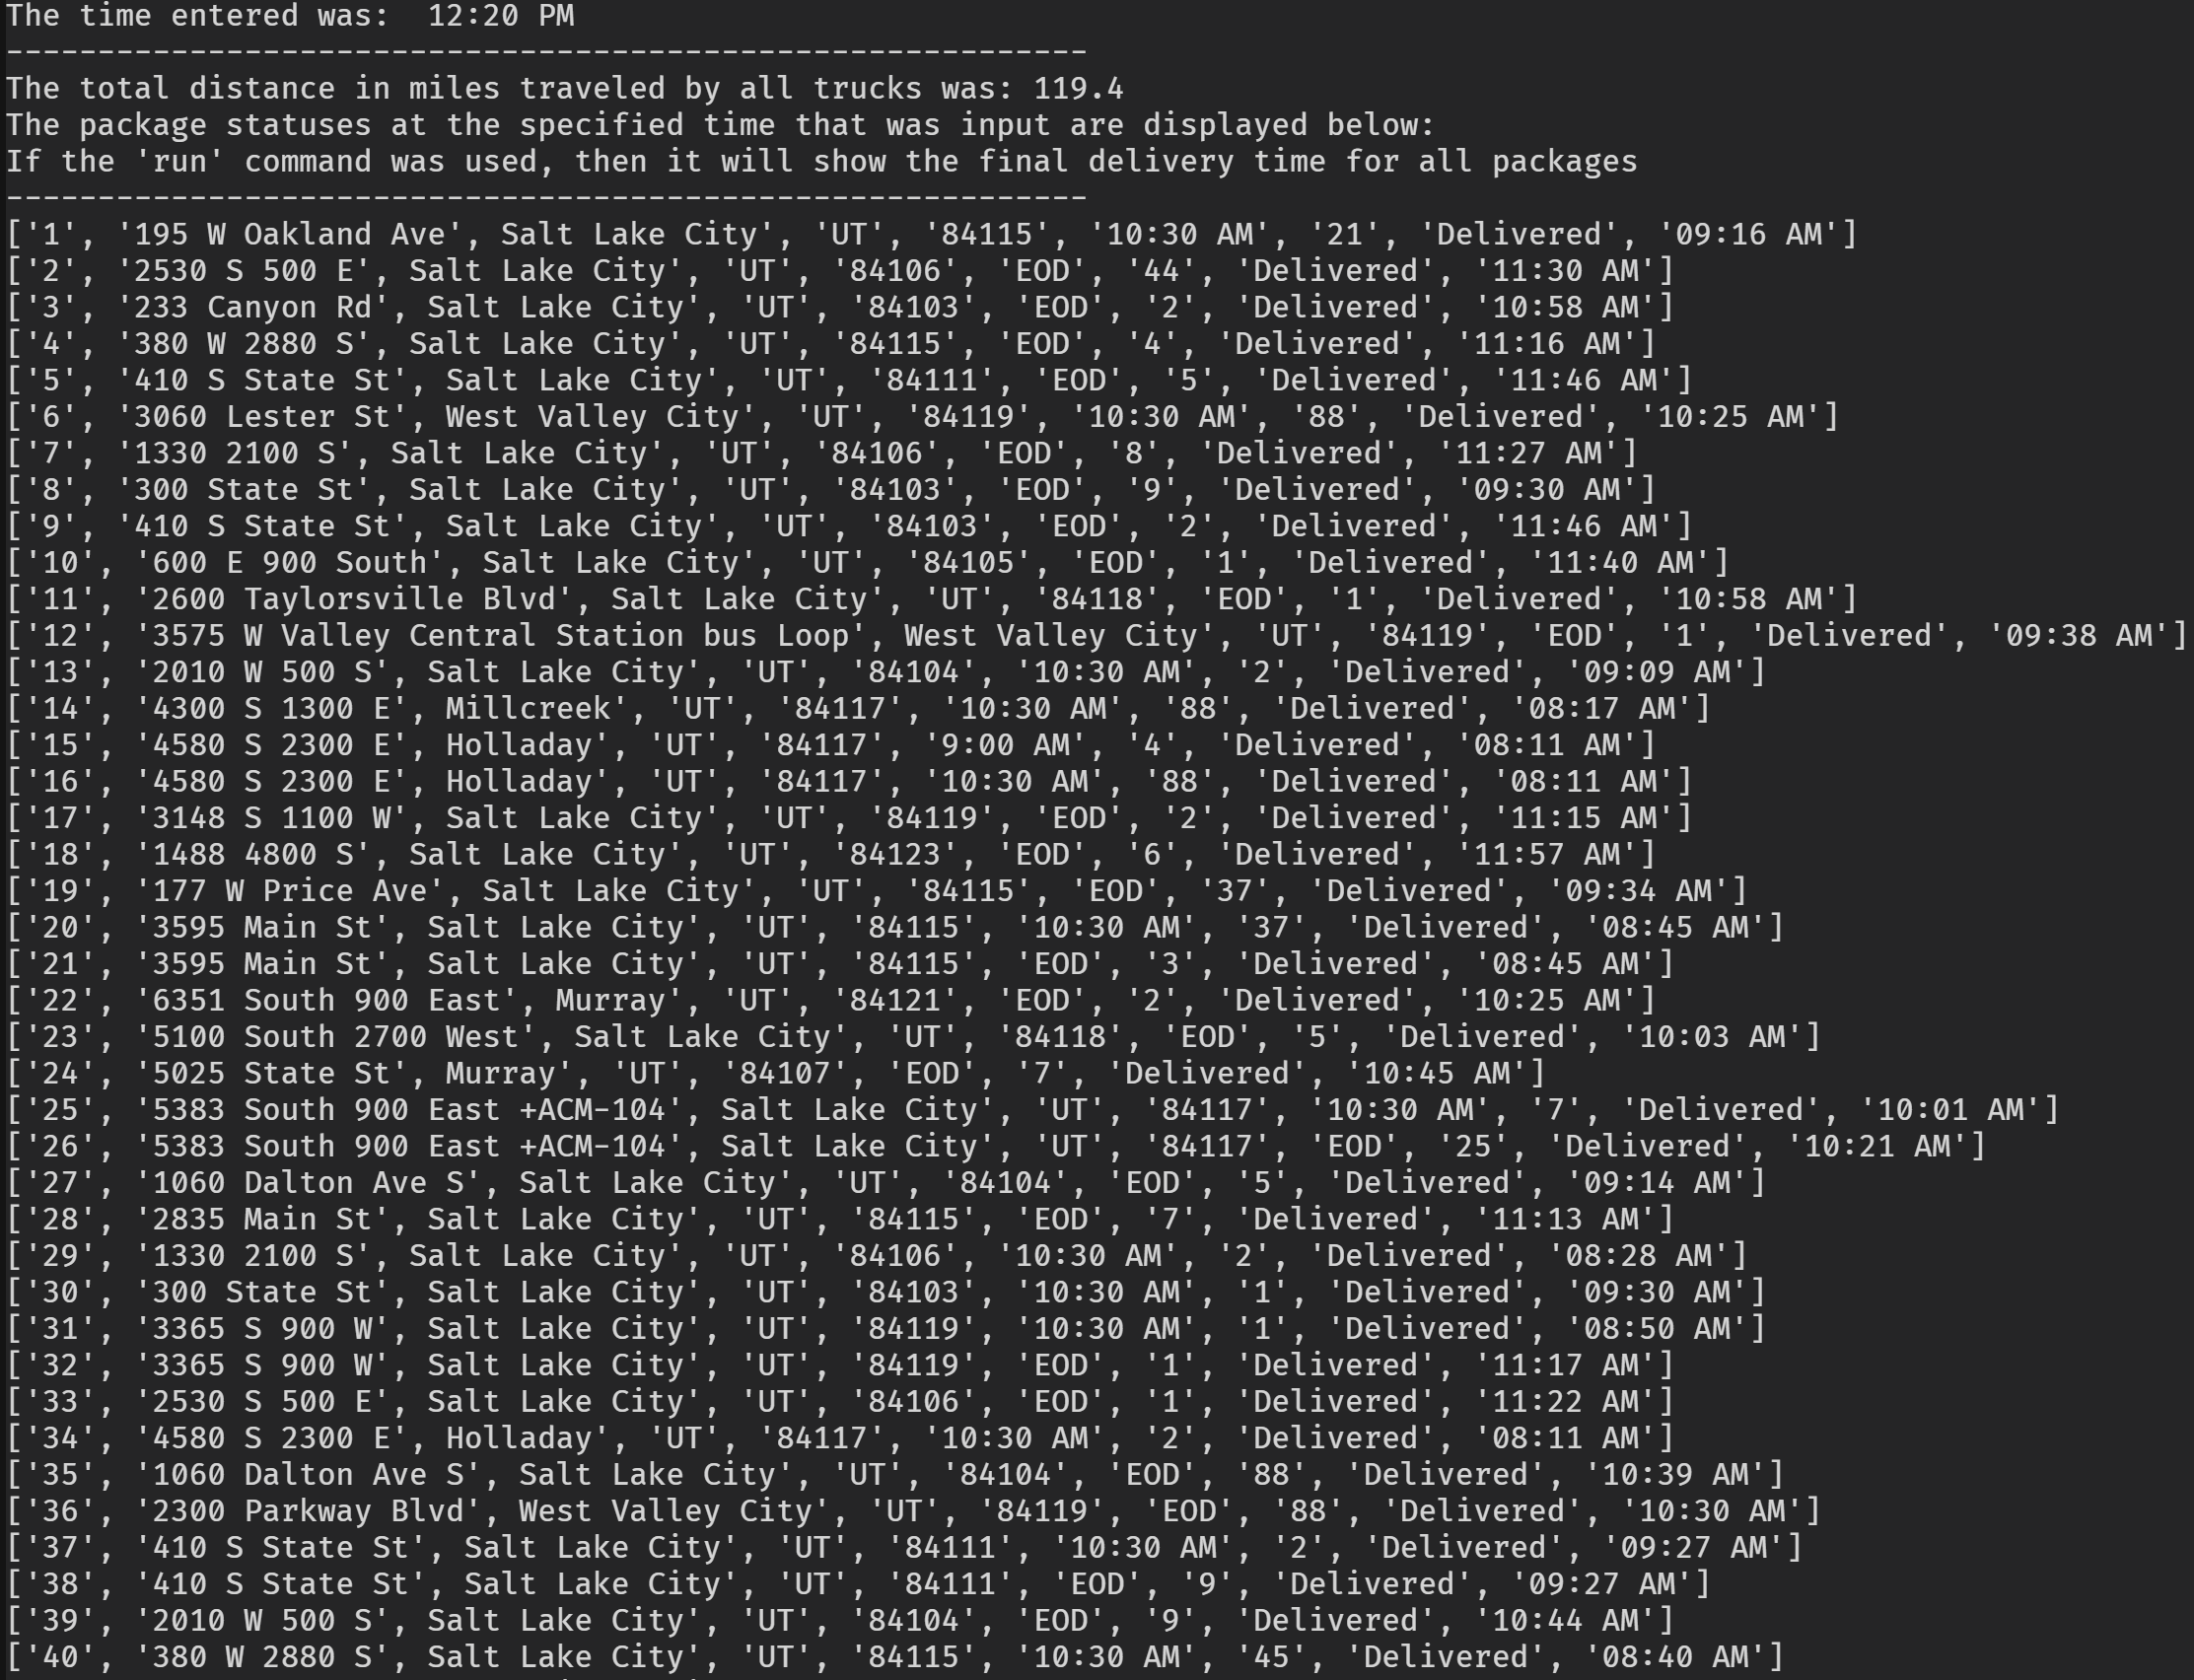 The time entered was:  12:20 PM
-----------------------------------------------------------
The total distance in miles traveled by all trucks was: 119.4
The package statuses at the specified time that was input are displayed below:
If the 'run' command was used, then it will show the final delivery time for all packages
-----------------------------------------------------------
['1', '195 W Oakland Ave', Salt Lake City', 'UT', '84115', '10:30 AM', '21', 'Delivered', '09:16 AM']
['2', '2530 S 500 E', Salt Lake City', 'UT', '84106', 'EOD', '44', 'Delivered', '11:30 AM']
['3', '233 Canyon Rd', Salt Lake City', 'UT', '84103', 'EOD', '2', 'Delivered', '10:58 AM']
['4', '380 W 2880 S', Salt Lake City', 'UT', '84115', 'EOD', '4', 'Delivered', '11:16 AM']
['5', '410 S State St', Salt Lake City', 'UT', '84111', 'EOD', '5', 'Delivered', '11:46 AM']
['6', '3060 Lester St', West Valley City', 'UT', '84119', '10:30 AM', '88', 'Delivered', '10:25 AM']
['7', '1330 2100 S', Salt Lake City', 'UT', '84106', 'EOD', '8', 'Delivered', '11:27 AM']
['8', '300 State St', Salt Lake City', 'UT', '84103', 'EOD', '9', 'Delivered', '09:30 AM']
['9', '410 S State St', Salt Lake City', 'UT', '84103', 'EOD', '2', 'Delivered', '11:46 AM']
['10', '600 E 900 South', Salt Lake City', 'UT', '84105', 'EOD', '1', 'Delivered', '11:40 AM']
['11', '2600 Taylorsville Blvd', Salt Lake City', 'UT', '84118', 'EOD', '1', 'Delivered', '10:58 AM']
['12', '3575 W Valley Central Station bus Loop', West Valley City', 'UT', '84119', 'EOD', '1', 'Delivered', '09:38 AM']
['13', '2010 W 500 S', Salt Lake City', 'UT', '84104', '10:30 AM', '2', 'Delivered', '09:09 AM']
['14', '4300 S 1300 E', Millcreek', 'UT', '84117', '10:30 AM', '88', 'Delivered', '08:17 AM']
['15', '4580 S 2300 E', Holladay', 'UT', '84117', '9:00 AM', '4', 'Delivered', '08:11 AM']
['16', '4580 S 2300 E', Holladay', 'UT', '84117', '10:30 AM', '88', 'Delivered', '08:11 AM']
['17', '3148 S 1100 W', Salt Lake City', 'UT', '84119', 'EOD', '2', 'Delivered', '11:15 AM']
['18', '1488 4800 S', Salt Lake City', 'UT', '84123', 'EOD', '6', 'Delivered', '11:57 AM']
['19', '177 W Price Ave', Salt Lake City', 'UT', '84115', 'EOD', '37', 'Delivered', '09:34 AM']
['20', '3595 Main St', Salt Lake City', 'UT', '84115', '10:30 AM', '37', 'Delivered', '08:45 AM']
['21', '3595 Main St', Salt Lake City', 'UT', '84115', 'EOD', '3', 'Delivered', '08:45 AM']
['22', '6351 South 900 East', Murray', 'UT', '84121', 'EOD', '2', 'Delivered', '10:25 AM']
['23', '5100 South 2700 West', Salt Lake City', 'UT', '84118', 'EOD', '5', 'Delivered', '10:03 AM']
['24', '5025 State St', Murray', 'UT', '84107', 'EOD', '7', 'Delivered', '10:45 AM']
['25', '5383 South 900 East +ACM-104', Salt Lake City', 'UT', '84117', '10:30 AM', '7', 'Delivered', '10:01 AM']
['26', '5383 South 900 East +ACM-104', Salt Lake City', 'UT', '84117', 'EOD', '25', 'Delivered', '10:21 AM']
['27', '1060 Dalton Ave S', Salt Lake City', 'UT', '84104', 'EOD', '5', 'Delivered', '09:14 AM']
['28', '2835 Main St', Salt Lake City', 'UT', '84115', 'EOD', '7', 'Delivered', '11:13 AM']
['29', '1330 2100 S', Salt Lake City', 'UT', '84106', '10:30 AM', '2', 'Delivered', '08:28 AM']
['30', '300 State St', Salt Lake City', 'UT', '84103', '10:30 AM', '1', 'Delivered', '09:30 AM']
['31', '3365 S 900 W', Salt Lake City', 'UT', '84119', '10:30 AM', '1', 'Delivered', '08:50 AM']
['32', '3365 S 900 W', Salt Lake City', 'UT', '84119', 'EOD', '1', 'Delivered', '11:17 AM']
['33', '2530 S 500 E', Salt Lake City', 'UT', '84106', 'EOD', '1', 'Delivered', '11:22 AM']
['34', '4580 S 2300 E', Holladay', 'UT', '84117', '10:30 AM', '2', 'Delivered', '08:11 AM']
['35', '1060 Dalton Ave S', Salt Lake City', 'UT', '84104', 'EOD', '88', 'Delivered', '10:39 AM']
['36', '2300 Parkway Blvd', West Valley City', 'UT', '84119', 'EOD', '88', 'Delivered', '10:30 AM']
['37', '410 S State St', Salt Lake City', 'UT', '84111', '10:30 AM', '2', 'Delivered', '09:27 AM']
['38', '410 S State St', Salt Lake City', 'UT', '84111', 'EOD', '9', 'Delivered', '09:27 AM']
['39', '2010 W 500 S', Salt Lake City', 'UT', '84104', 'EOD', '9', 'Delivered', '10:44 AM']
['40', '380 W 2880 S', Salt Lake City', 'UT', '84115', '10:30 AM', '45', 'Delivered', '08:40 AM']